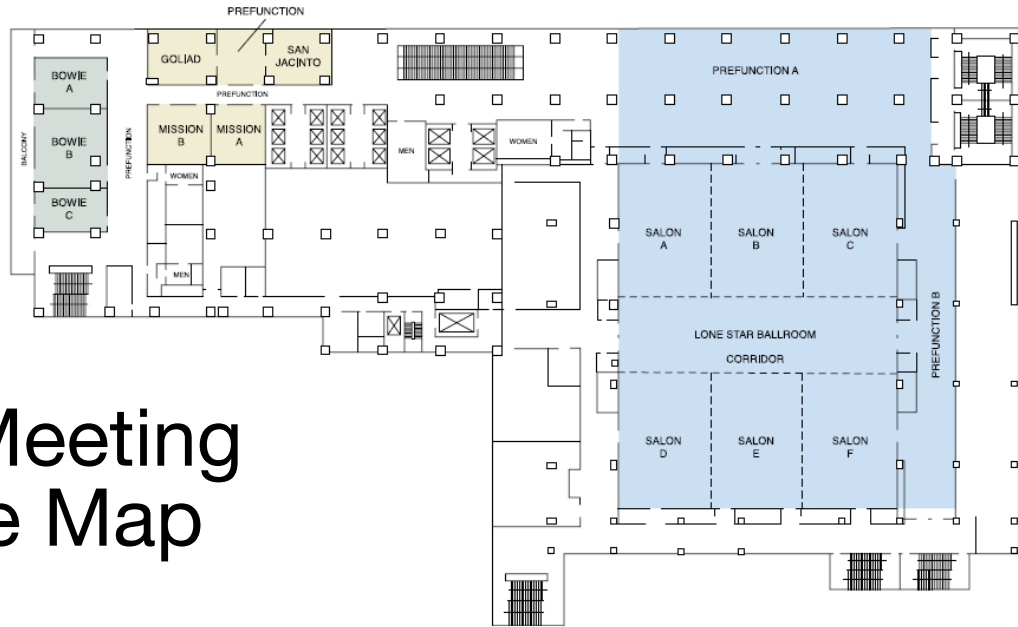 PREFUNCTION
GOLIAD
SAN
JACINTO
PREFUNCTION A
BOWIE
A
PREFUNCTION
MISSION
B
MISSION
A
MEN
WOMEN
BALCONY
BOWIE
B
PREFUNCTION
WOMEN
BOWIE
C
SALON
A
SALON
B
SALON
C
MEN
LONE STAR BALLROOM
CORRIDOR
PREFUNCTION B
SALON
D
SALON
E
SALON
F
Meeting
e Map